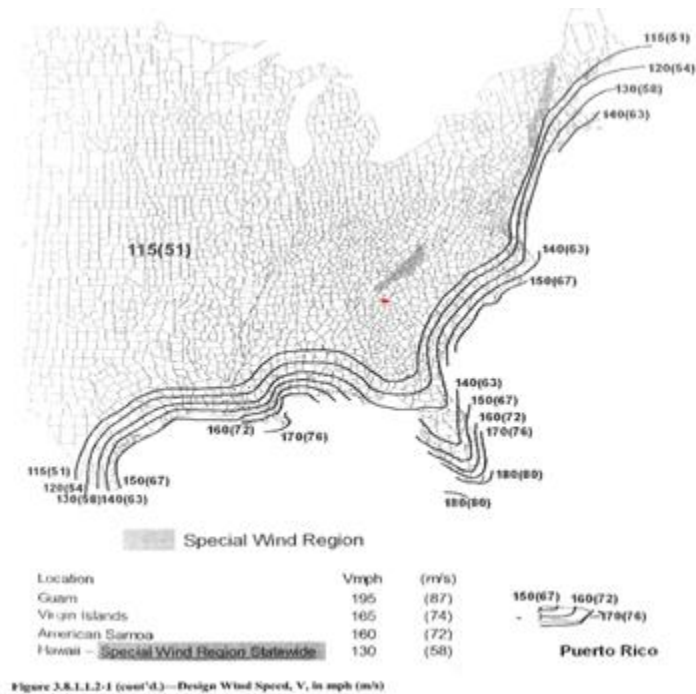 115(51)
120(54)
130(58)
140(63)
115(51)
140(63)
150(67)
140(63)
150(67)
160(72)
170(76)
160(72)
170(76)
115(51)
150(67)
120(54)
130(58)140(63)
180(80)
180(80)
Special Wind Region
Location Vmph (m/s)
Guam 195 (87)
Virgin Islands 165 (74)
American Samoa 160 (72)
Hawaii – Special Wind Region Statewide 130 (58)
150(67) 160(72)
170(76)
Puerto Rico
Figure 3.8.1.1.2-1 (cont'd.)—Design Wind Speed, V, in mph (m/s)